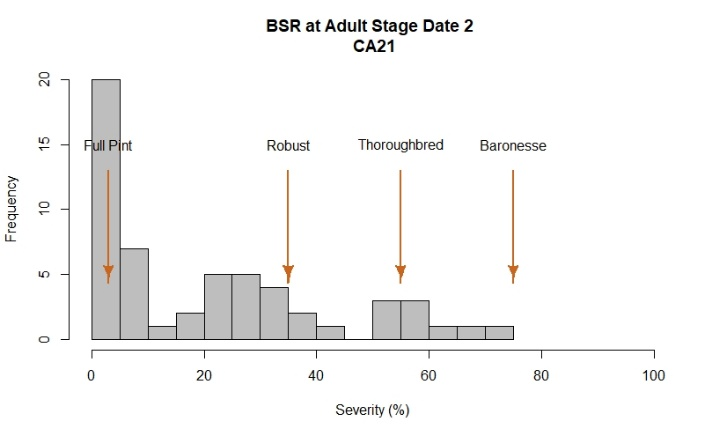 BSR at Adult Stage Date 2
CA21
Frequency
20
15
10
5
0
Full Pint
Robust
Thoroughbred
Baronesse
0
20
40
60
80
100
Severity (%)